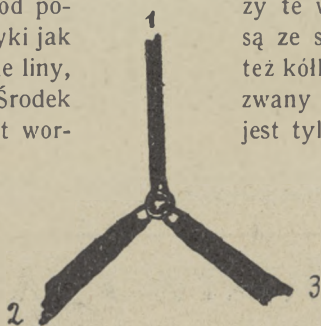 od po-
yki jak
e liny,
Środek
t wor-
1
zy te w
są ze s
też kółk
zwany
jest tyl
2
3